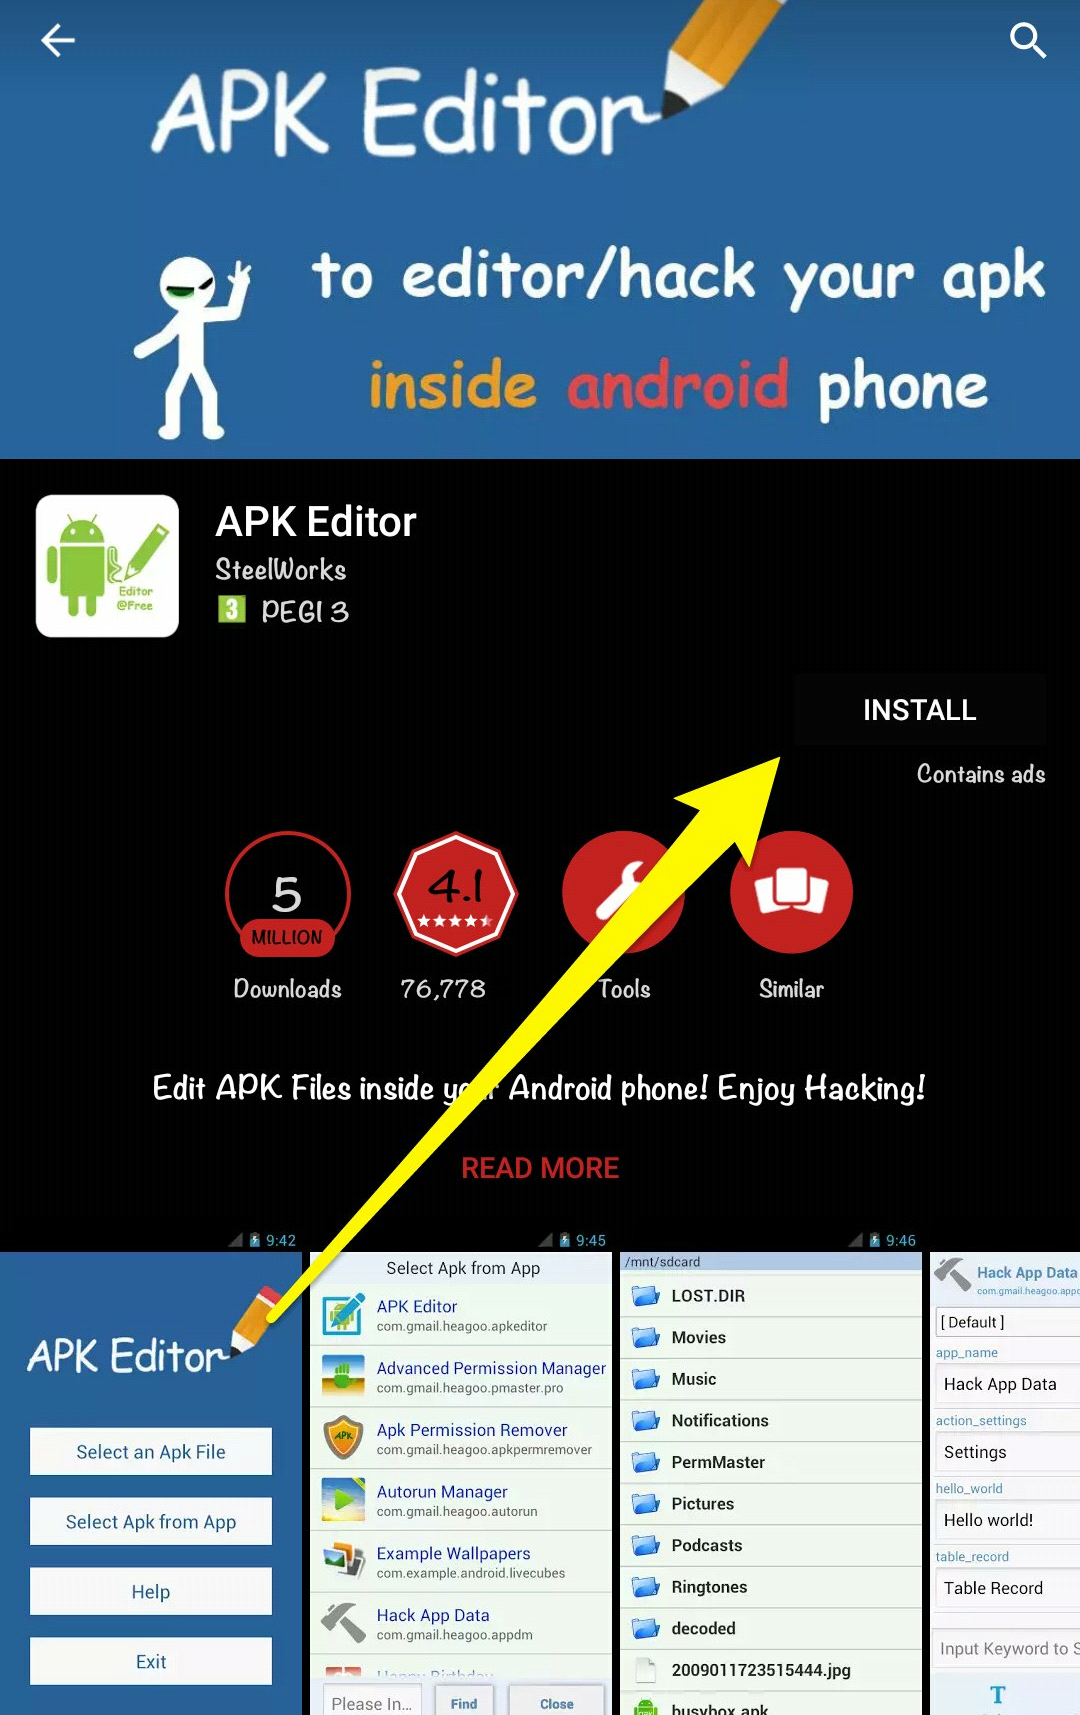 APK Editor
to editor/hack your apk
inside android phone
Editor
@Free
APK Editor
SteelWorks
3 PEGI 3
INSTALL
Contains ads
5
MILLION
Downloads
4.1
76,778
Tools
Similar
Edit APK Files inside your Android phone! Enjoy Hacking!
READ MORE
9:42
APK Editor
Select an Apk File
Select Apk from App
Help
Exit
9:45
Select Apk from App
APK Editor
com.gmail.heagoo.apkeditor
Advanced Permission Manager
com.gmail.heagoo.pmaster.pro
APK
Apk Permission Remover
com.gmail.heagoo.apkpermremover
Autorun Manager
com.gmail.heagoo.autorun
Example Wallpapers
com.example.android.livecubes
Hack App Data
com.gmail.heagoo.appdm
Happy Birthday
Please In...
Find
Close
9:46
/mnt/sdcard
LOST.DIR
Movies
Music
Notifications
PermMaster
Pictures
Podcasts
Ringtones
decoded
2009011723515444.jpg
busybox.apk
Hack App Data
com.gmail.heagoo.appd
[ Default ]
app_name
Hack App Data
action_settings
Settings
hello_world
Hello world!
table_record
Table Record
Input Keyword to S
T